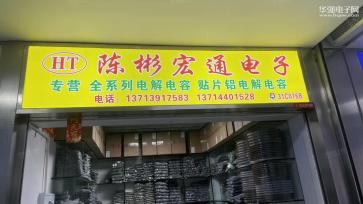 华强电子网
HT 陈彬宏通电子
专营 全系列电解电容 贴片铝电解电容
电话：13713917583 13714401528 31C876B